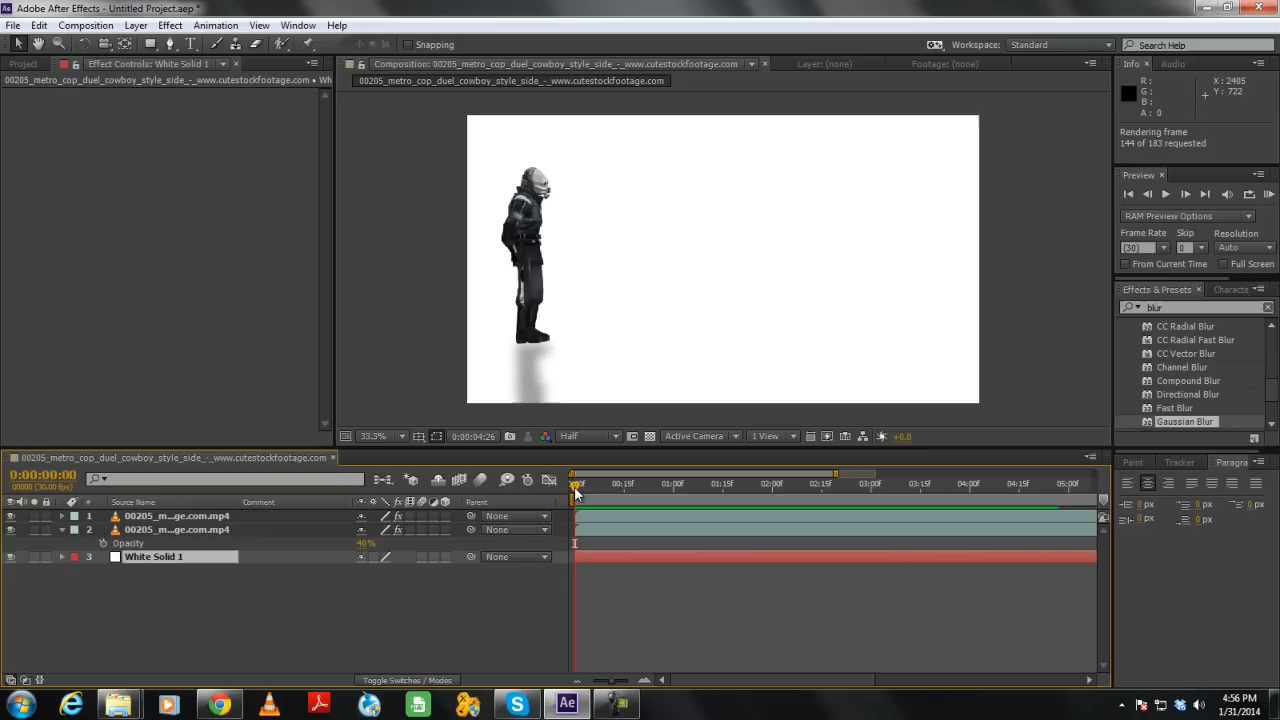 Adobe After Effects - Untitled Project.aep *
File Edit Composition Layer Effect Animation View Window Help
Snapping Workspace: Standard Search Help
Project Effect Controls: White Solid 1 Composition: 00205_metro_cop_duel_cowboy_style_side_-_www.cutestockfootage.com Layer: (none) Footage: (none) Info Audio
00205_metro_cop_duel_cowboy_style_side_-_www.cutestockfootage.com • Wh
00205_metro_cop_duel_cowboy_style_side_-_www.cutestockfootage.com
R: X: 2405
G: Y: 722
B:
A: 0
Rendering frame
144 of 183 requested
Preview
RAM Preview Options
Frame Rate Skip Resolution
(30) 0 Auto
From Current Time Full Screen
Effects & Presets Characte
blur
CC Radial Blur
CC Radial Fast Blur
CC Vector Blur
Channel Blur
Compound Blur
Directional Blur
Fast Blur
Gaussian Blur
33.3% 0:00:04:26 Half Active Camera 1 View +0.0
00205_metro_cop_duel_cowboy_style_side_-_www.cutestockfootage.com
Paint Tracker Paragra
0:00:00:00
00000 (30.00 fps)
00:15f 01:00f 01:15f 02:00f 02:15f 03:00f 03:15f 04:00f 04:15f 05:00f
# Source Name Comment Parent
1 00205_m...ge.com.mp4 None
2 00205_m...ge.com.mp4 None
Opacity 40%
3 White Solid 1 None
0 px 0 px
0 px 0 px
0 px
Toggle Switches / Modes
4:56 PM
1/31/2014